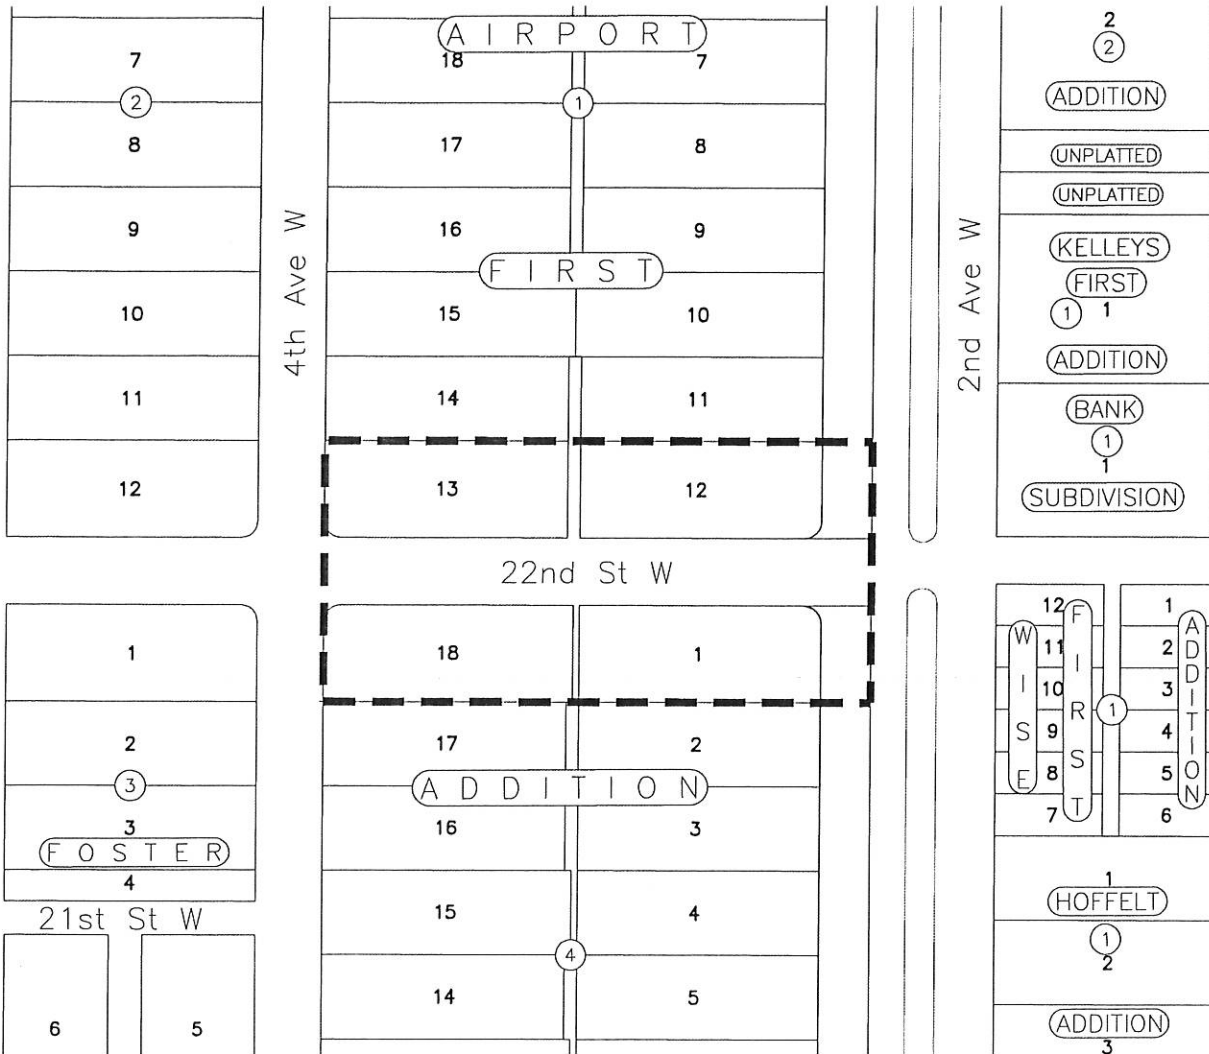 2
AIRPORT
7
18
7
2
ADDITION
2
1
8
17
8
UNPLATTED
UNPLATTED
9
16
9
4th Ave W
2nd Ave W
KELLEYS
FIRST
FIRST
1
1
10
15
10
ADDITION
11
14
11
BANK
1
1
12
13
12
SUBDIVISION
22nd St W
1
18
1
12
11
10
9
8
7
WISE
FIRST
1
1
2
3
4
5
6
ADDITION
2
17
2
3
ADDITION
3
16
3
FOSTER
4
21st St W
15
4
1
HOFFELT
1
2
4
14
5
6
5
ADDITION
3